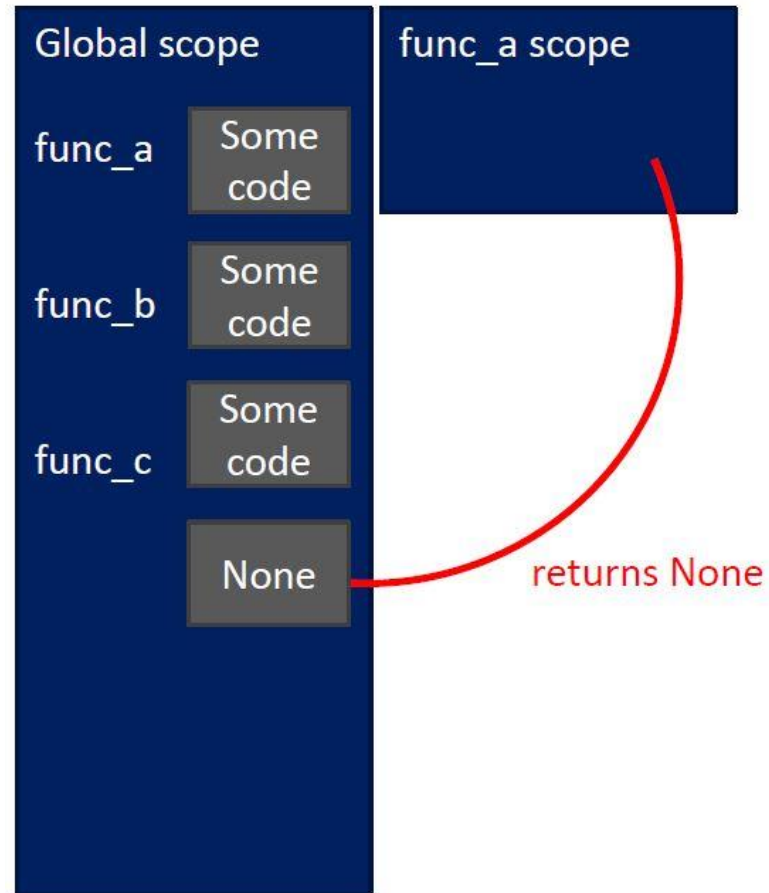 Global scope
func_a scope
func_a
Some
code
func_b
Some
code
func_c
Some
code
None
returns None